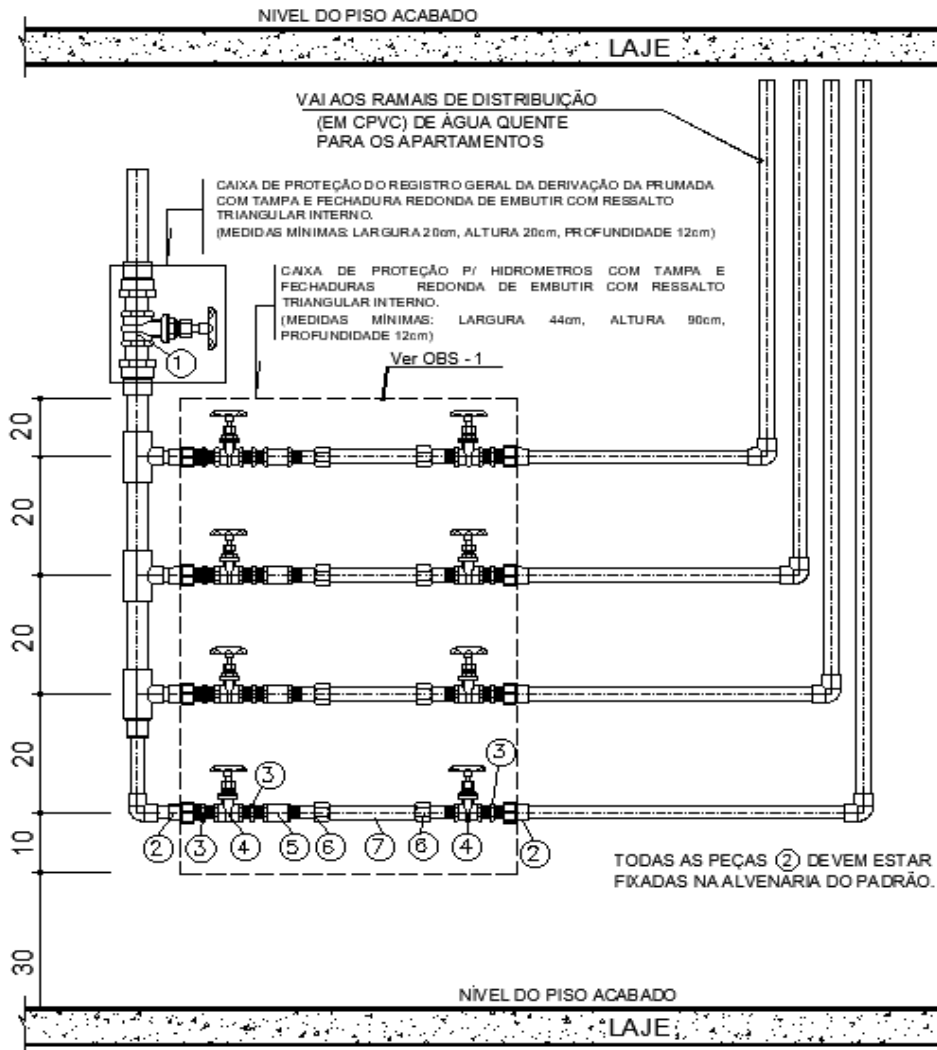 NIVEL DO PISO ACABADO
LAJE
VAI AOS RAMAIS DE DISTRIBUIÇÃO
(EM CPVC) DE ÁGUA QUENTE
PARA OS APARTAMENTOS
CAIXA DE PROTEÇÃO DO REGISTRO GERAL DA DERIVAÇÃO DA PRUMADA
COM TAMPA E FECHADURA REDONDA DE EMBUTIR COM RESSALTO
TRIANGULAR INTERNO.
(MEDIDAS MÍNIMAS: LARGURA 20cm, ALTURA 20cm, PROFUNDIDADE 12cm)
CAIXA DE PROTEÇÃO P/ HIDROMETROS COM TAMPA E
FECHADURAS REDONDA DE EMBUTIR COM RESSALTO
TRIANGULAR INTERNO.
(MEDIDAS MÍNIMAS: LARGURA 44cm, ALTURA 90cm,
PROFUNDIDADE 12cm)
Ver OBS - 1
1
20
20
20
20
10
30
3
3
2
3
4
5
6
7
6
4
2
TODAS AS PEÇAS 2 DEVEM ESTAR
FIXADAS NA ALVENARIA DO PADRÃO.
NÍVEL DO PISO ACABADO
LAJE